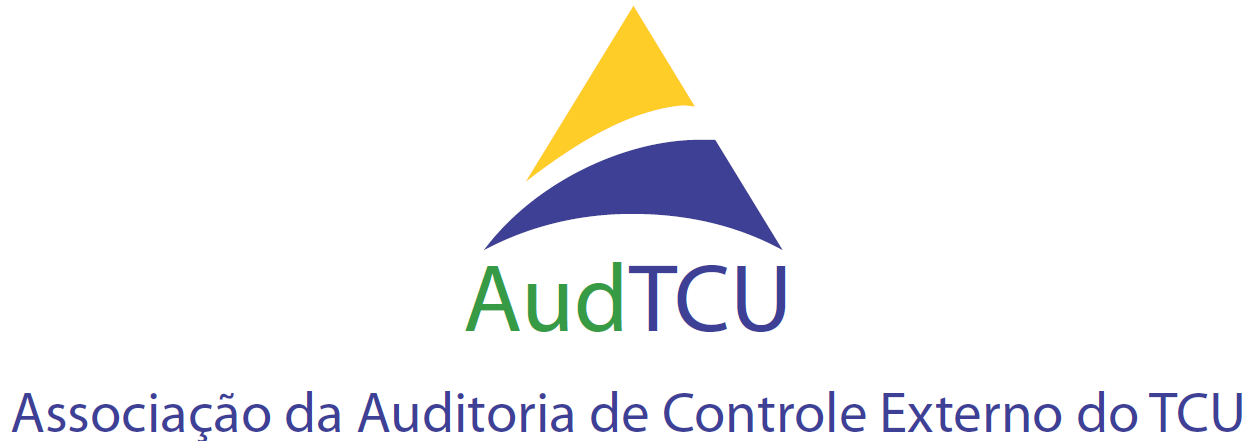 AudTCU
Associação da Auditoria de Controle Externo do TCU